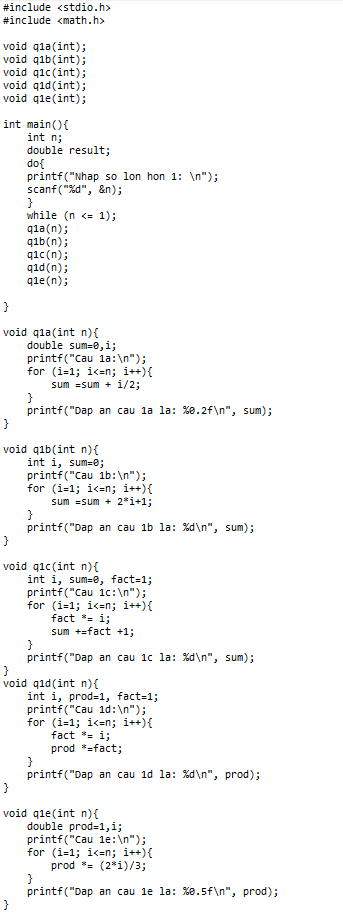 #include <stdio.h>
#include <math.h>

void q1a(int);
void q1b(int);
void q1c(int);
void q1d(int);
void q1e(int);

int main(){
    int n;
    double result;
    do{
    printf("Nhap so lon hon 1: \n");
    scanf("%d", &n);
    }
    while (n <= 1);
    q1a(n);
    q1b(n);
    q1c(n);
    q1d(n);
    q1e(n);

}

void q1a(int n){
    double sum=0,i;
    printf("Cau 1a:\n");
    for (i=1; i<=n; i++){
        sum =sum + i/2;
    }
    printf("Dap an cau 1a la: %0.2f\n", sum);
}

void q1b(int n){
    int i, sum=0;
    printf("Cau 1b:\n");
    for (i=1; i<=n; i++){
        sum =sum + 2*i+1;
    }
    printf("Dap an cau 1b la: %d\n", sum);
}

void q1c(int n){
    int i, sum=0, fact=1;
    printf("Cau 1c:\n");
    for (i=1; i<=n; i++){
        fact *= i;
        sum +=fact +1;
    }
    printf("Dap an cau 1c la: %d\n", sum);
}
void q1d(int n){
    int i, prod=1, fact=1;
    printf("Cau 1d:\n");
    for (i=1; i<=n; i++){
        fact *= i;
        prod *=fact;
    }
    printf("Dap an cau 1d la: %d\n", prod);
}

void q1e(int n){
    double prod=1,i;
    printf("Cau 1e:\n");
    for (i=1; i<=n; i++){
        prod *= (2*i)/3;
    }
    printf("Dap an cau 1e la: %0.5f\n", prod);
}